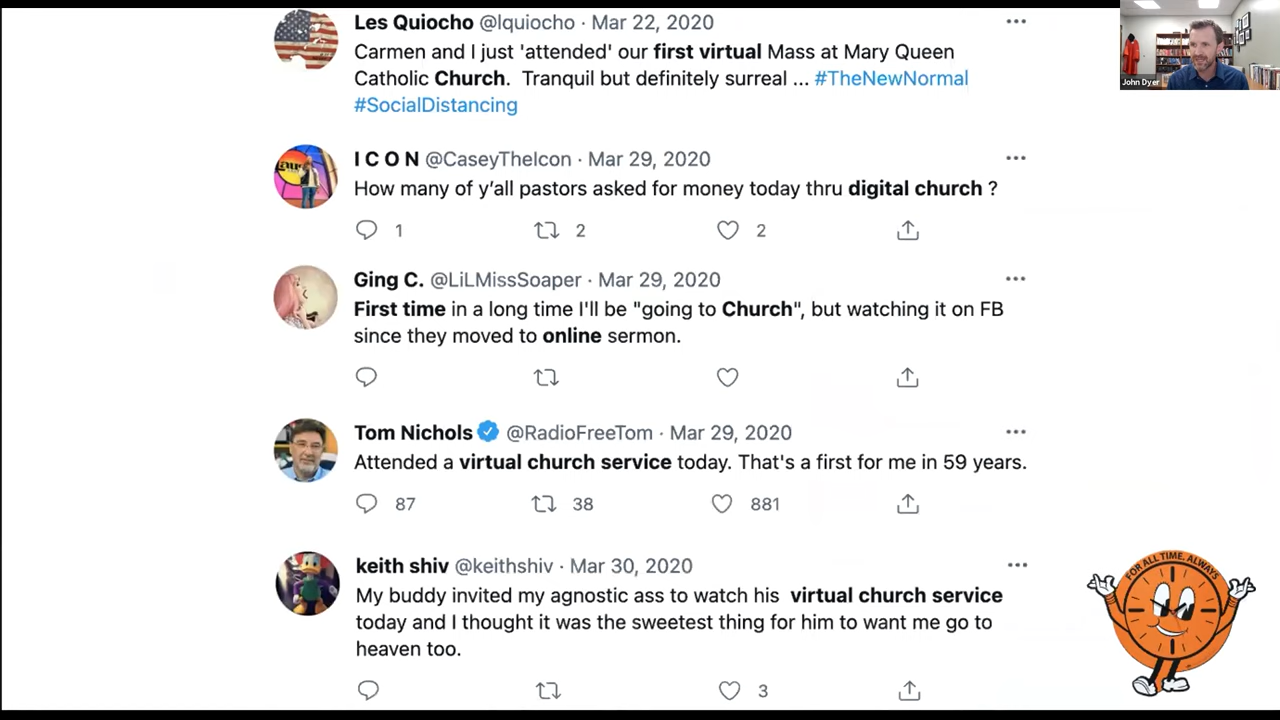 Les Quiocho @lquiocho · Mar 22, 2020
Carmen and I just 'attended' our first virtual Mass at Mary Queen
Catholic Church. Tranquil but definitely surreal ... #TheNewNormal
#SocialDistancing
I C O N @CaseyTheIcon · Mar 29, 2020
How many of y'all pastors asked for money today thru digital church ?
1 2 2
Ging C. @LiLMissSoaper · Mar 29, 2020
First time in a long time I'll be "going to Church", but watching it on FB
since they moved to online sermon.
Tom Nichols @RadioFreeTom · Mar 29, 2020
Attended a virtual church service today. That's a first for me in 59 years.
87 38 881
keith shiv @keithshiv · Mar 30, 2020
My buddy invited my agnostic ass to watch his virtual church service
today and I thought it was the sweetest thing for him to want me go to
heaven too.
3
John Dyer
FOR ALL TIME. ALWAYS